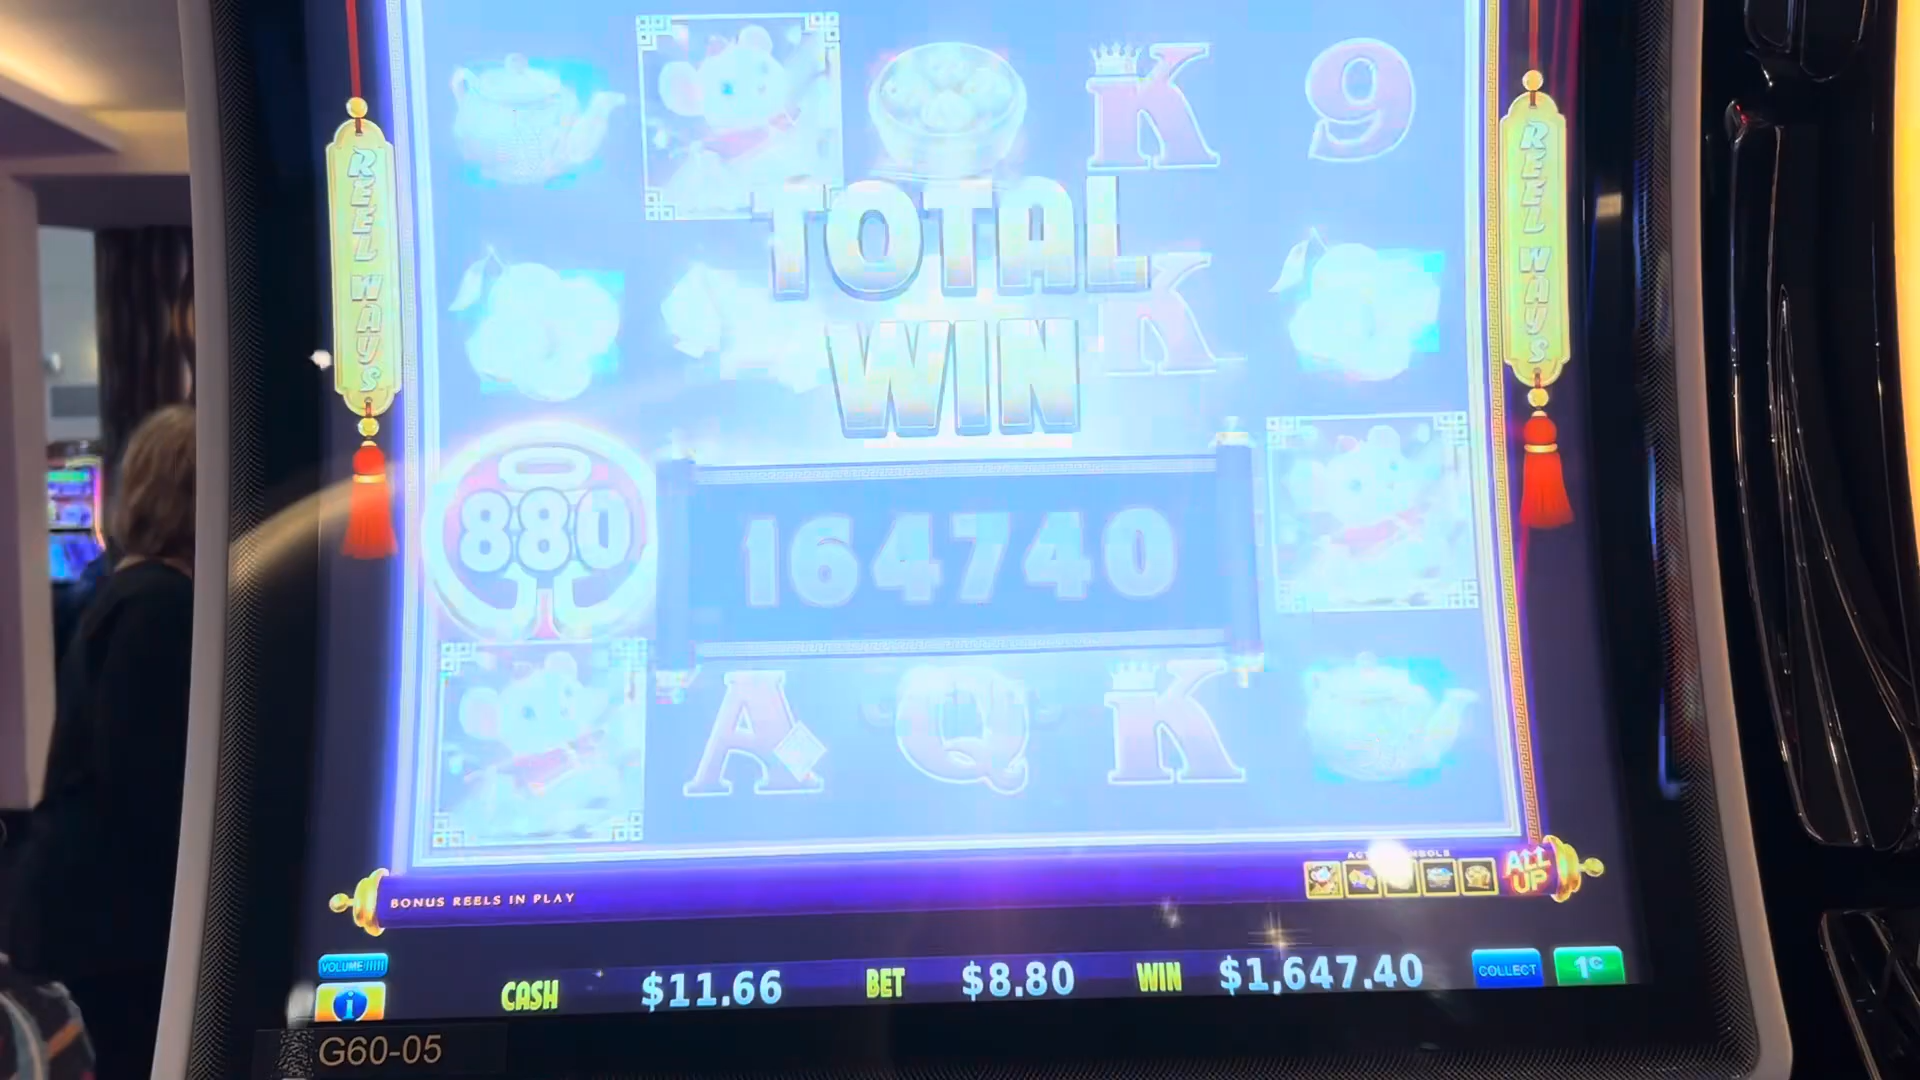 K 9
REEL WAYS
REEL WAYS
TOTAL
K
WIN
880
164740
A Q K
ALL
UP
BONUS REELS IN PLAY
VOLUME
CASH $11.66 BET $8.80 WIN $1,647.40 COLLECT 1¢
i
G60-05